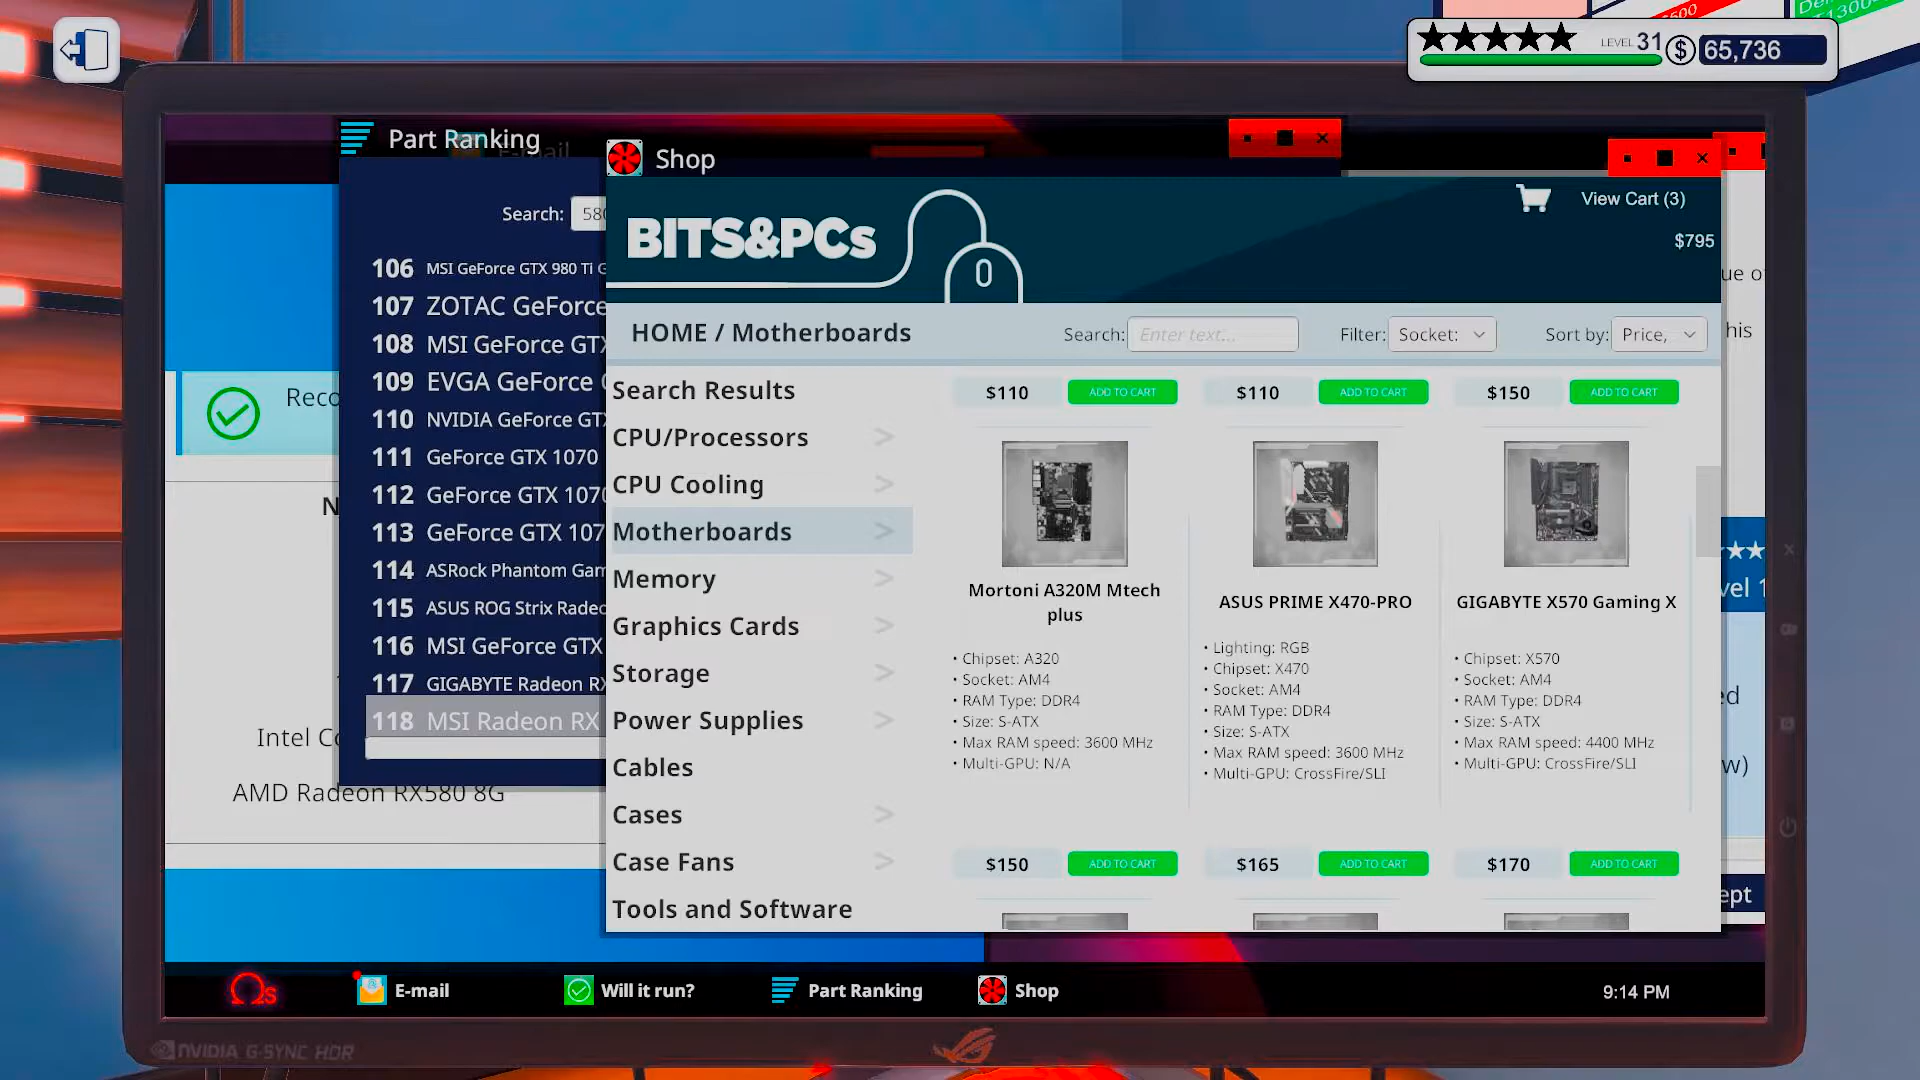 LEVEL 31
$ 65,736
Part Ranking
E-mail
Shop
Search: 580
106 MSI GeForce GTX 980 Ti G
107 ZOTAC GeForce
108 MSI GeForce GTX
109 EVGA GeForce
110 NVIDIA GeForce GTX
111 GeForce GTX 1070
112 GeForce GTX 1070
113 GeForce GTX 107
114 ASRock Phantom Gam
115 ASUS ROG Strix Radeo
116 MSI GeForce GTX
117 GIGABYTE Radeon RX
118 MSI Radeon RX
Reco
N
Intel Co
AMD Radeon RX580 8G
BITS&PCs
View Cart (3)
$795
HOME / Motherboards
Search: Enter text...
Filter: Socket:
Sort by: Price,
Search Results
CPU/Processors >
CPU Cooling >
Motherboards >
Memory >
Graphics Cards >
Storage >
Power Supplies >
Cables
Cases >
Case Fans >
Tools and Software
$110 ADD TO CART
$110 ADD TO CART
$150 ADD TO CART
Mortoni A320M Mtech
plus
• Chipset: A320
• Socket: AM4
• RAM Type: DDR4
• Size: S-ATX
• Max RAM speed: 3600 MHz
• Multi-GPU: N/A
$150 ADD TO CART
ASUS PRIME X470-PRO
• Lighting: RGB
• Chipset: X470
• Socket: AM4
• RAM Type: DDR4
• Size: S-ATX
• Max RAM speed: 3600 MHz
• Multi-GPU: CrossFire/SLI
$165 ADD TO CART
GIGABYTE X570 Gaming X
• Chipset: X570
• Socket: AM4
• RAM Type: DDR4
• Size: S-ATX
• Max RAM speed: 4400 MHz
• Multi-GPU: CrossFire/SLI
$170 ADD TO CART
ue of
his
vel 1
ed
w)
ept
E-mail
Will it run?
Part Ranking
Shop
9:14 PM
NVIDIA G-SYNC HDR